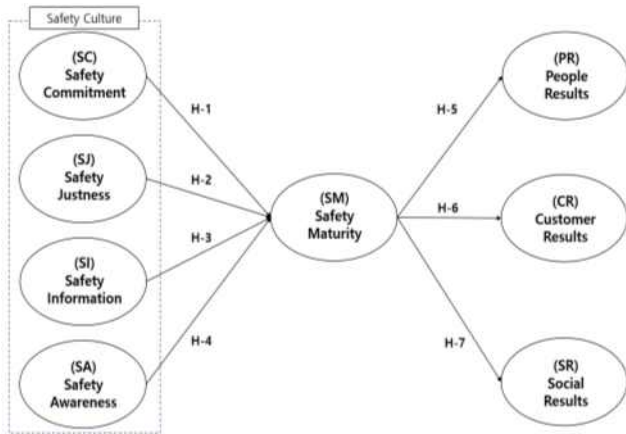 Safety Culture
(SC)
Safety
Commitment
H-1
(SJ)
Safety
Justness
H-2
(SI)
Safety
Information
H-3
(SA)
Safety
Awareness
H-4
(SM)
Safety
Maturity
H-5
(PR)
People
Results
H-6
(CR)
Customer
Results
H-7
(SR)
Social
Results